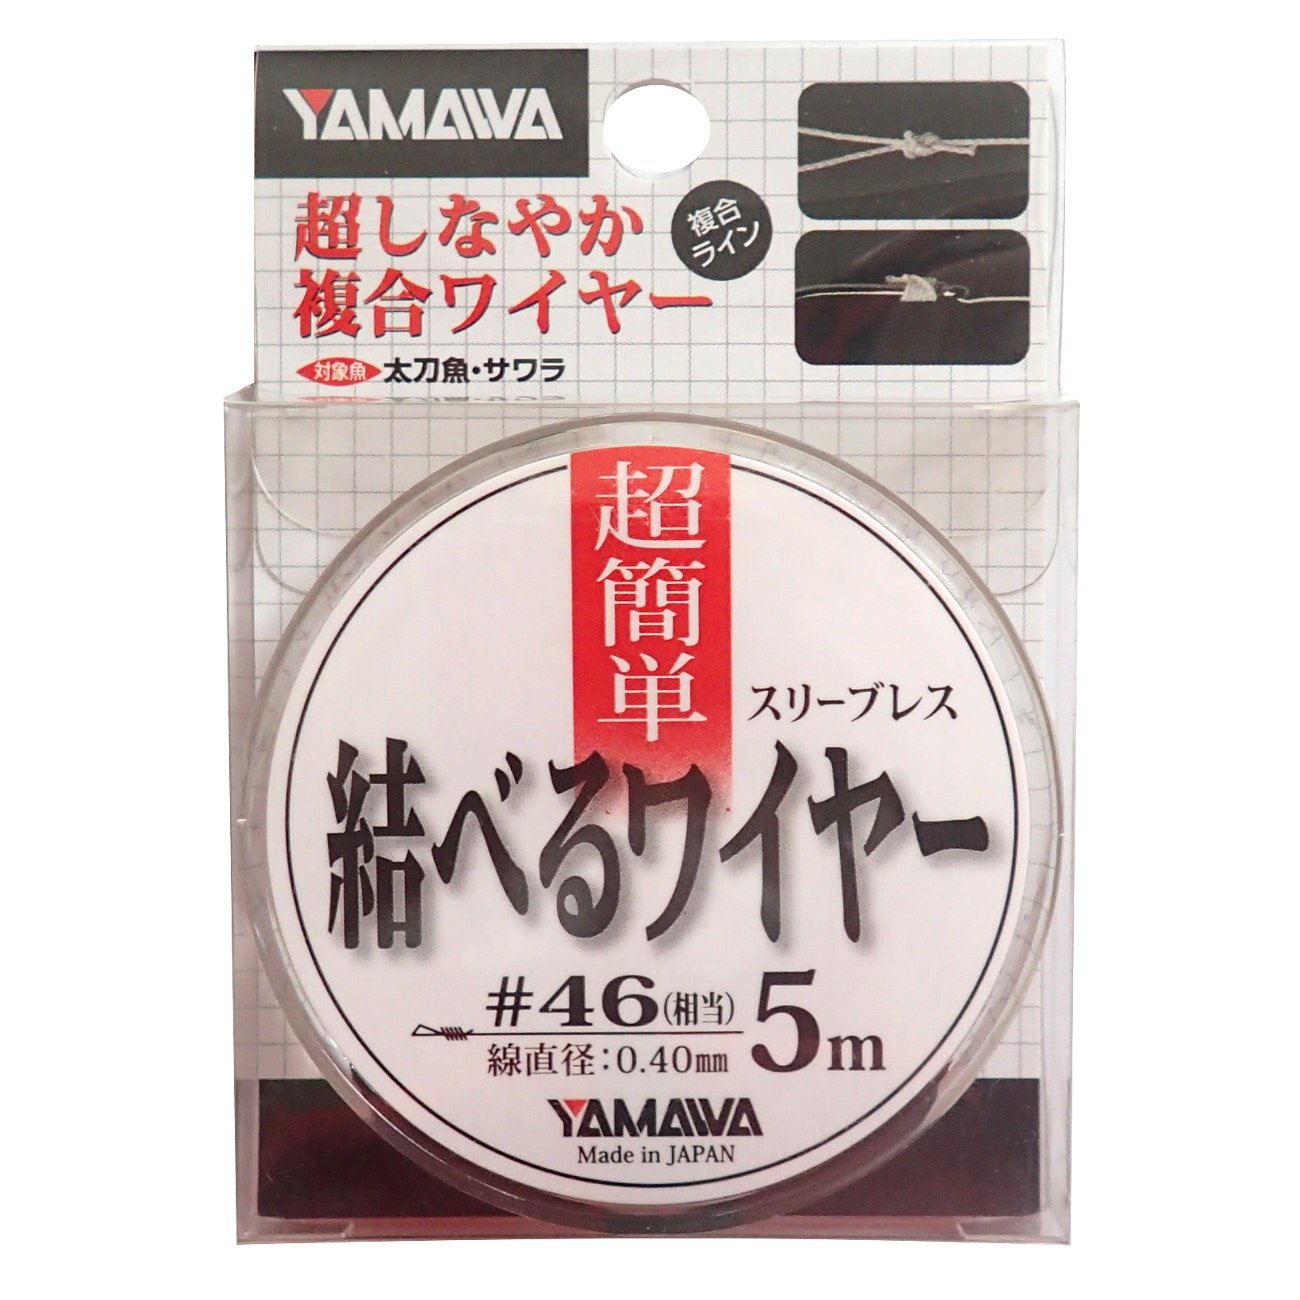 YAMAWA
超しなやか
複合ワイヤー
複合
ライン
対象魚 太刀魚・サワラ
超簡単
スリーブレス
結べるワイヤー
#46(相当) 5m
線直径:0.40mm
YAMAWA
Made in JAPAN